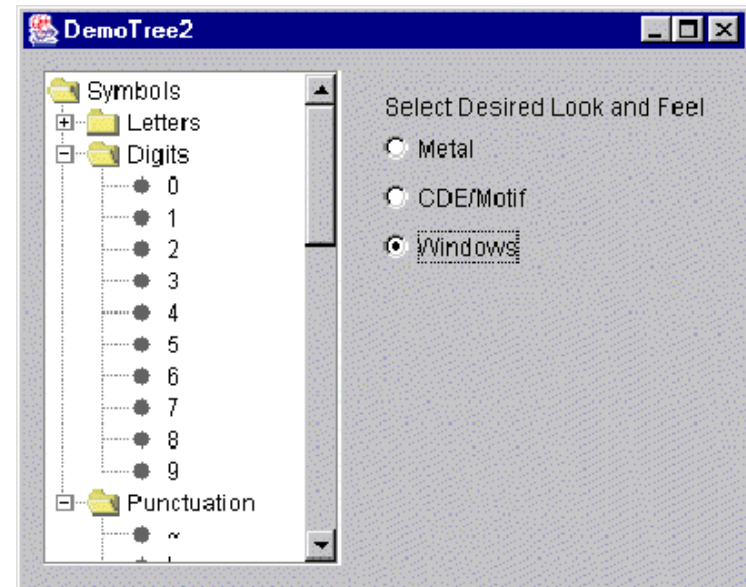 DemoTree2
Symbols
Letters
Digits
0
1
2
3
4
5
6
7
8
9
Punctuation
~
Select Desired Look and Feel
Metal
CDE/Motif
Windows